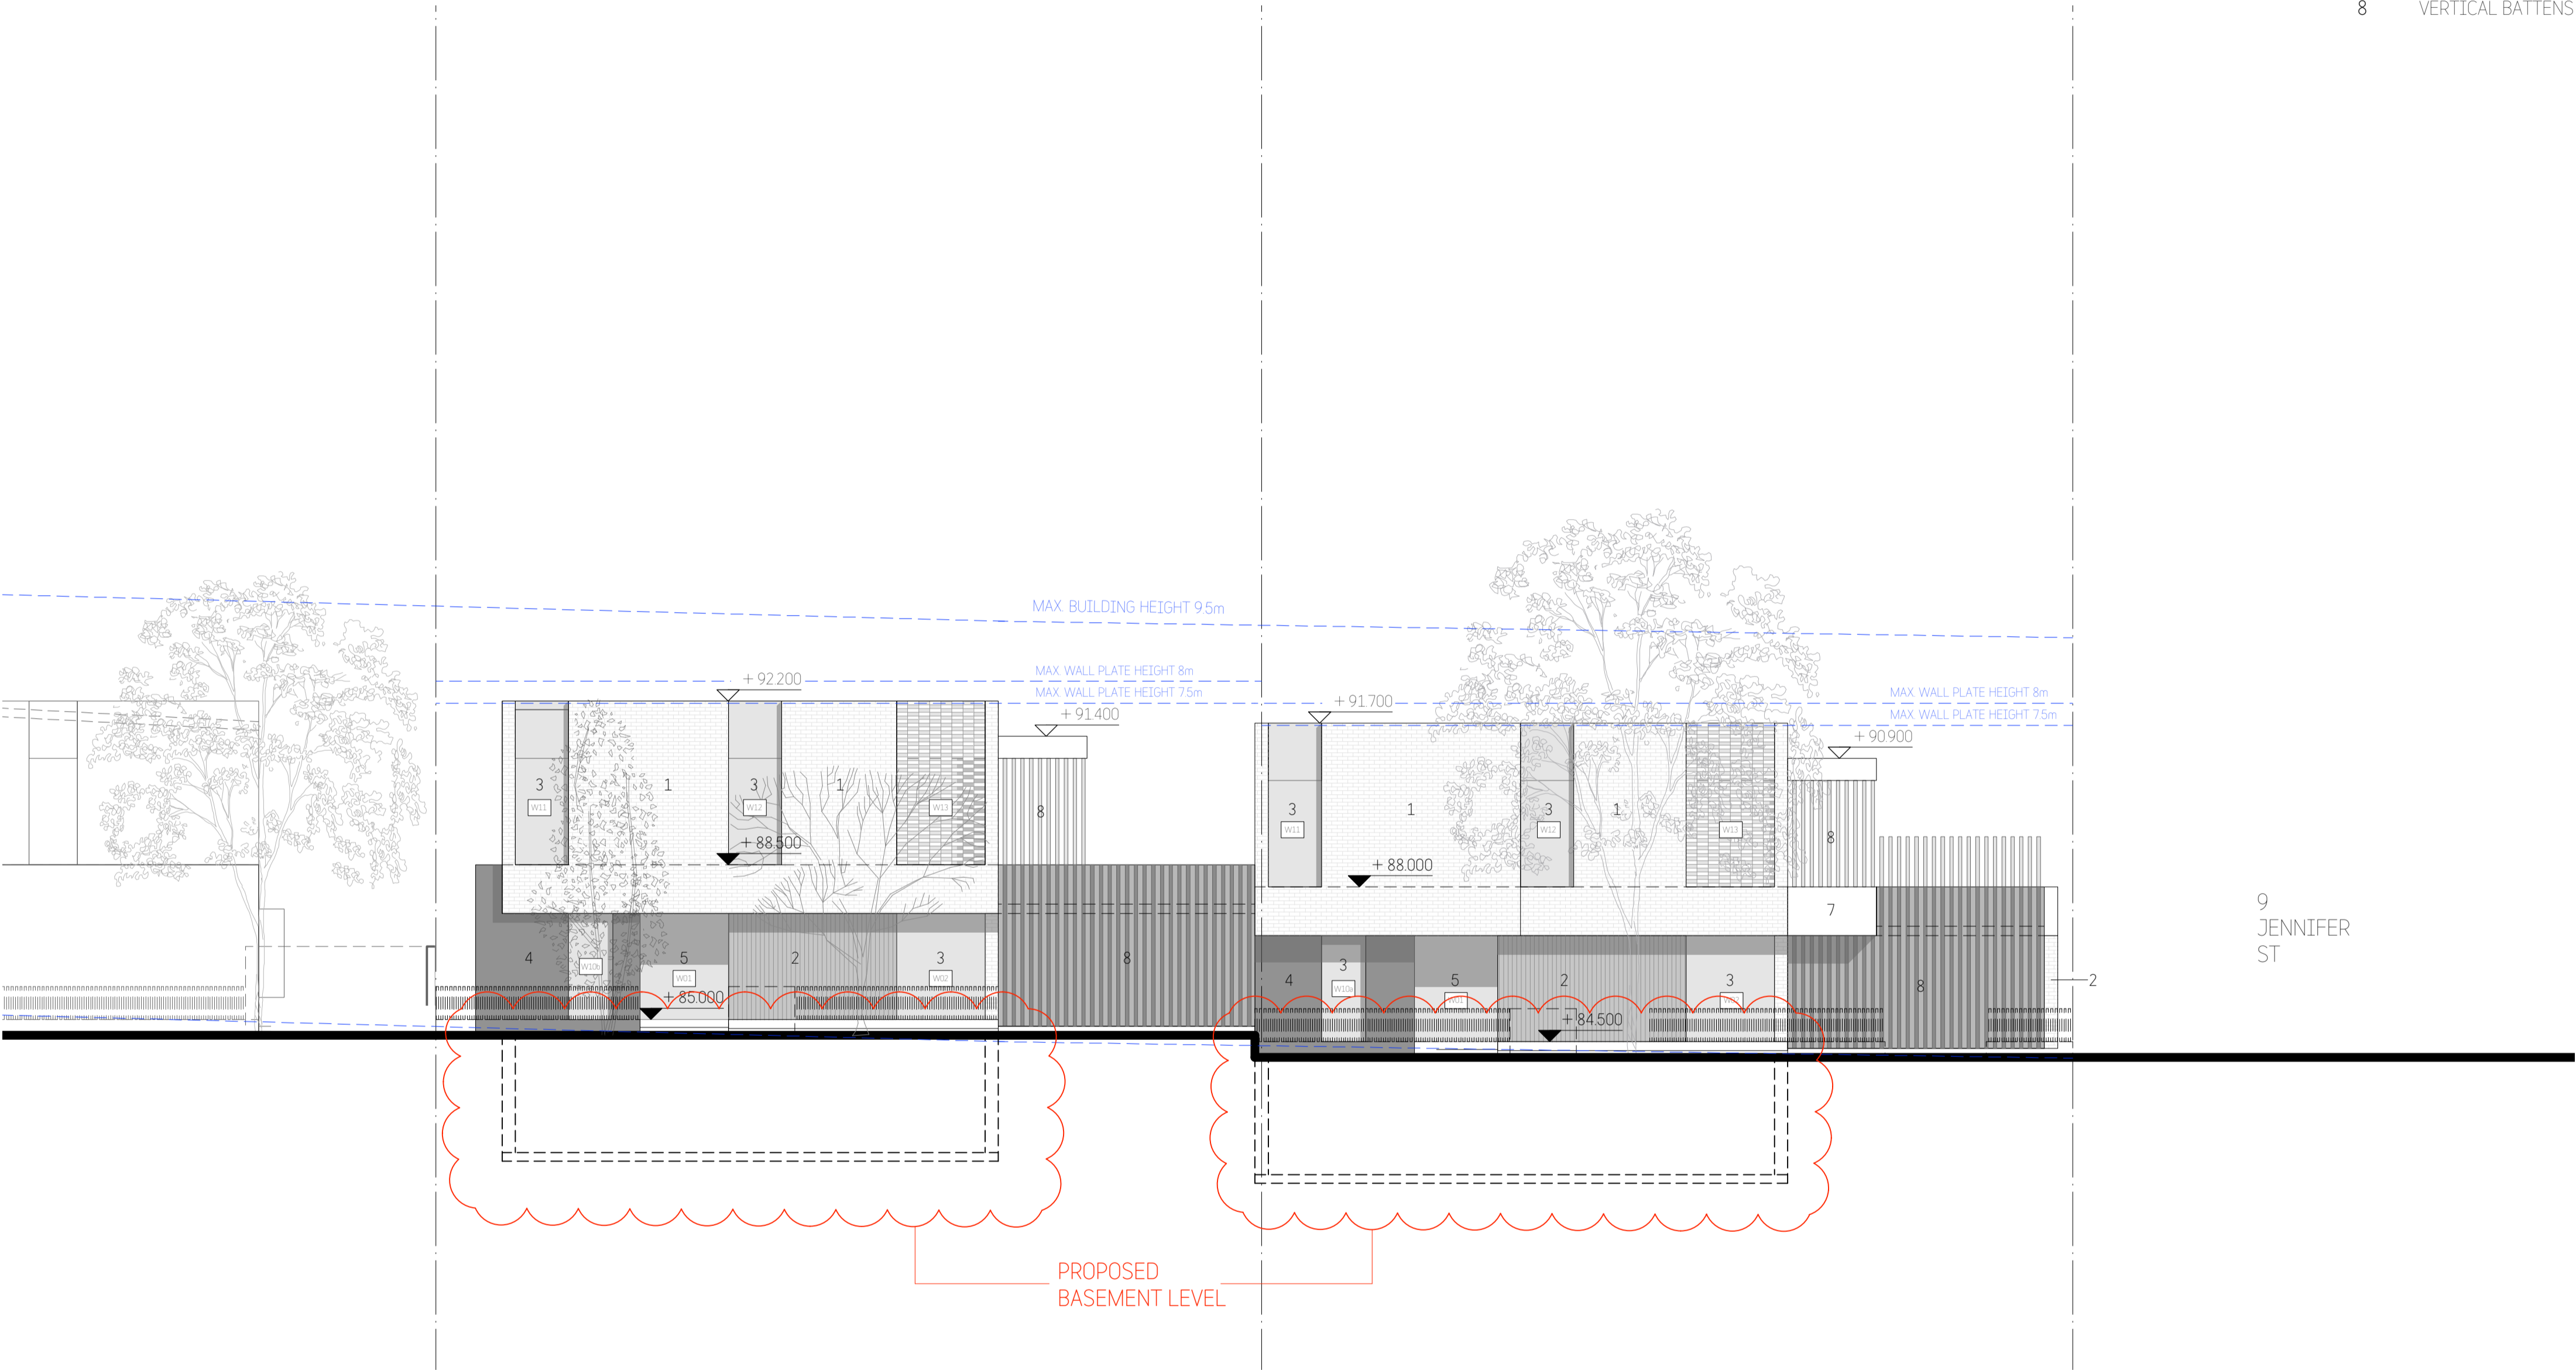 8 VERTICAL BATTENS
MAX. BUILDING HEIGHT 9.5m
MAX. WALL PLATE HEIGHT 8m
+ 92.200
MAX. WALL PLATE HEIGHT 7.5m
MAX. WALL PLATE HEIGHT 8m
+ 91.700
+ 91.400
MAX. WALL PLATE HEIGHT 7.5m
+ 90.900
3
1
3
1
W11
W12
W13
8
3
1
3
1
W11
W12
W13
8
+ 88.500
+ 88.000
7
9
JENNIFER
ST
4
W10b
5
W01
2
3
W02
8
4
3
W10a
5
W01
2
3
W02
8
2
+ 85.000
+ 84.500
PROPOSED
BASEMENT LEVEL